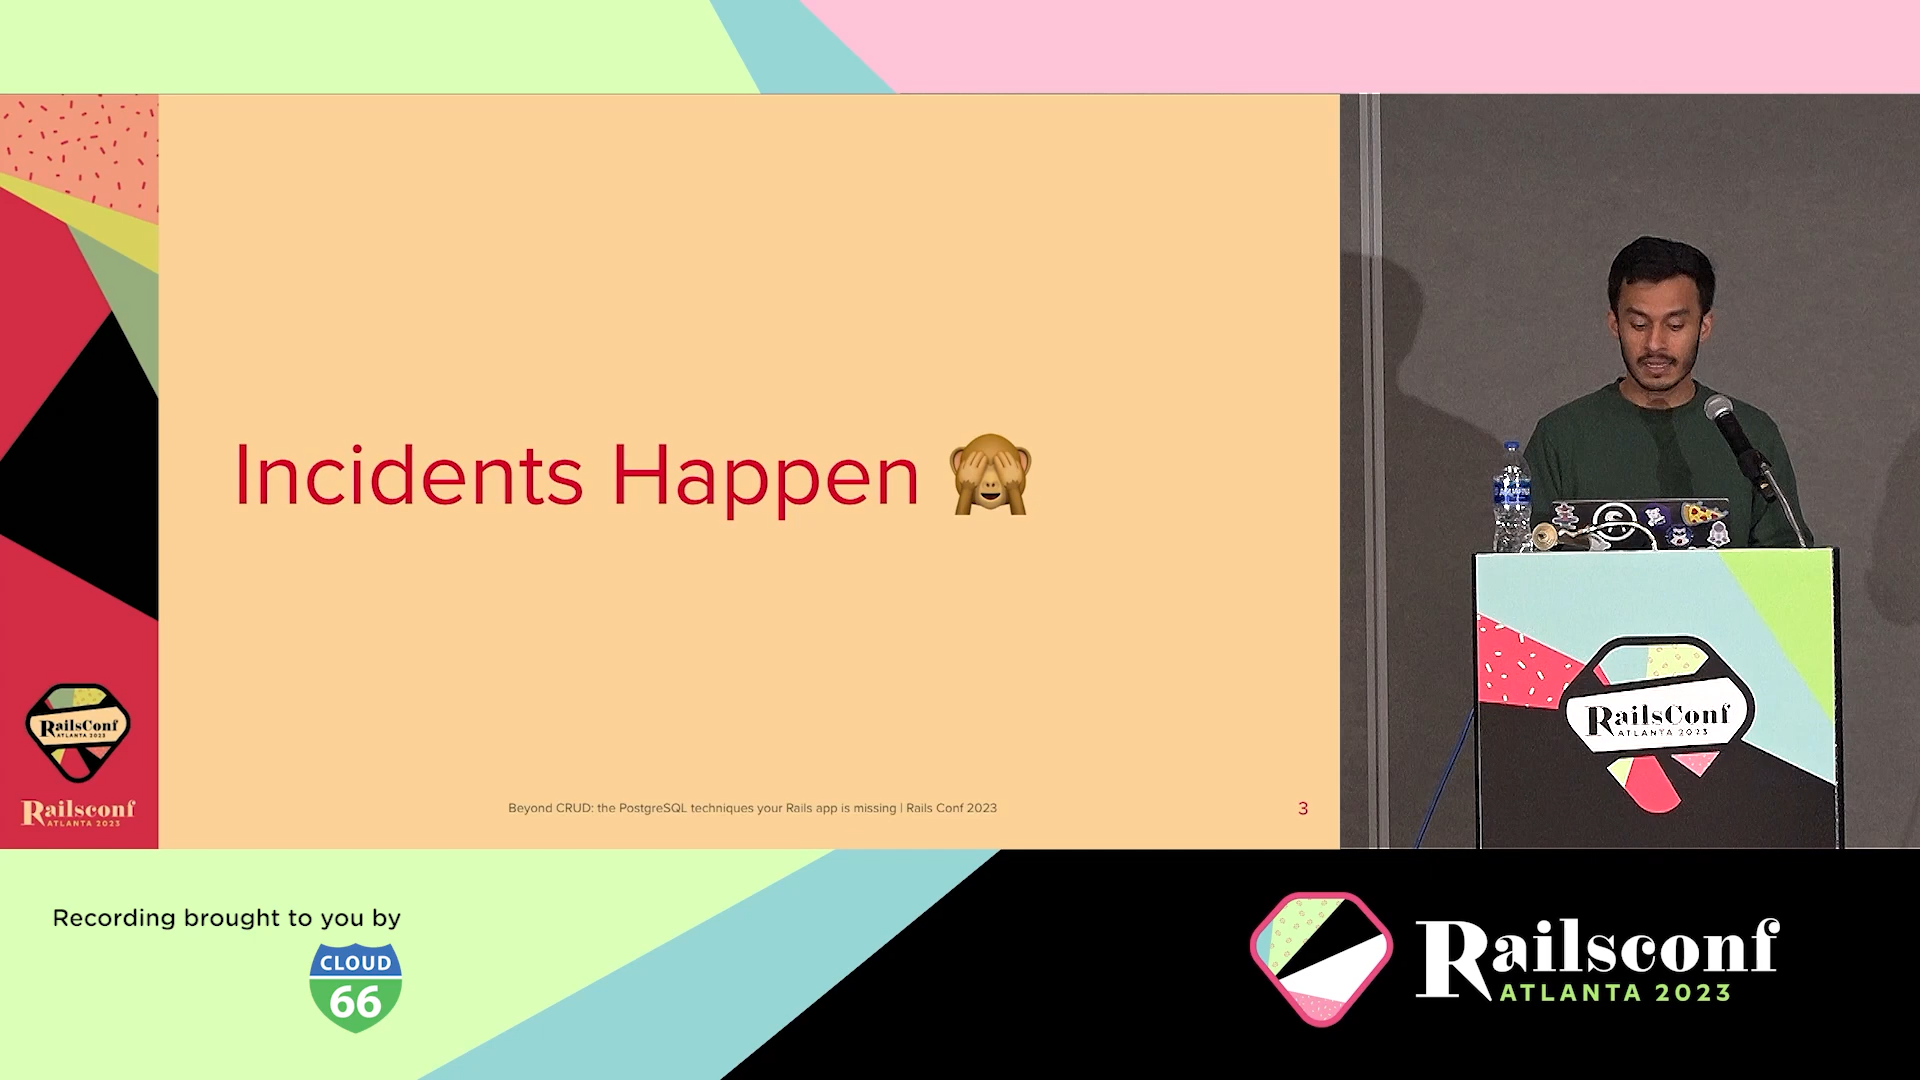 Incidents Happen 🙈
Beyond CRUD: the PostgreSQL techniques your Rails app is missing | Rails Conf 2023
3
RailsConf
ATLANTA 2023
Railsconf
ATLANTA 2023
RailsConf
ATLANTA 2023
Recording brought to you by
CLOUD
66
Railsconf
ATLANTA 2023